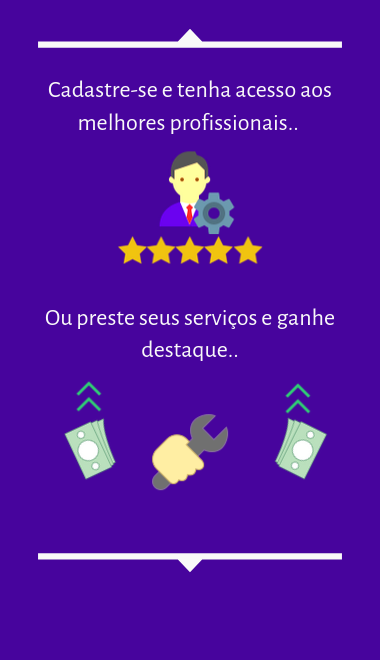 Cadastre-se e tenha acesso aos
melhores profissionais..
Ou preste seus serviços e ganhe
destaque..